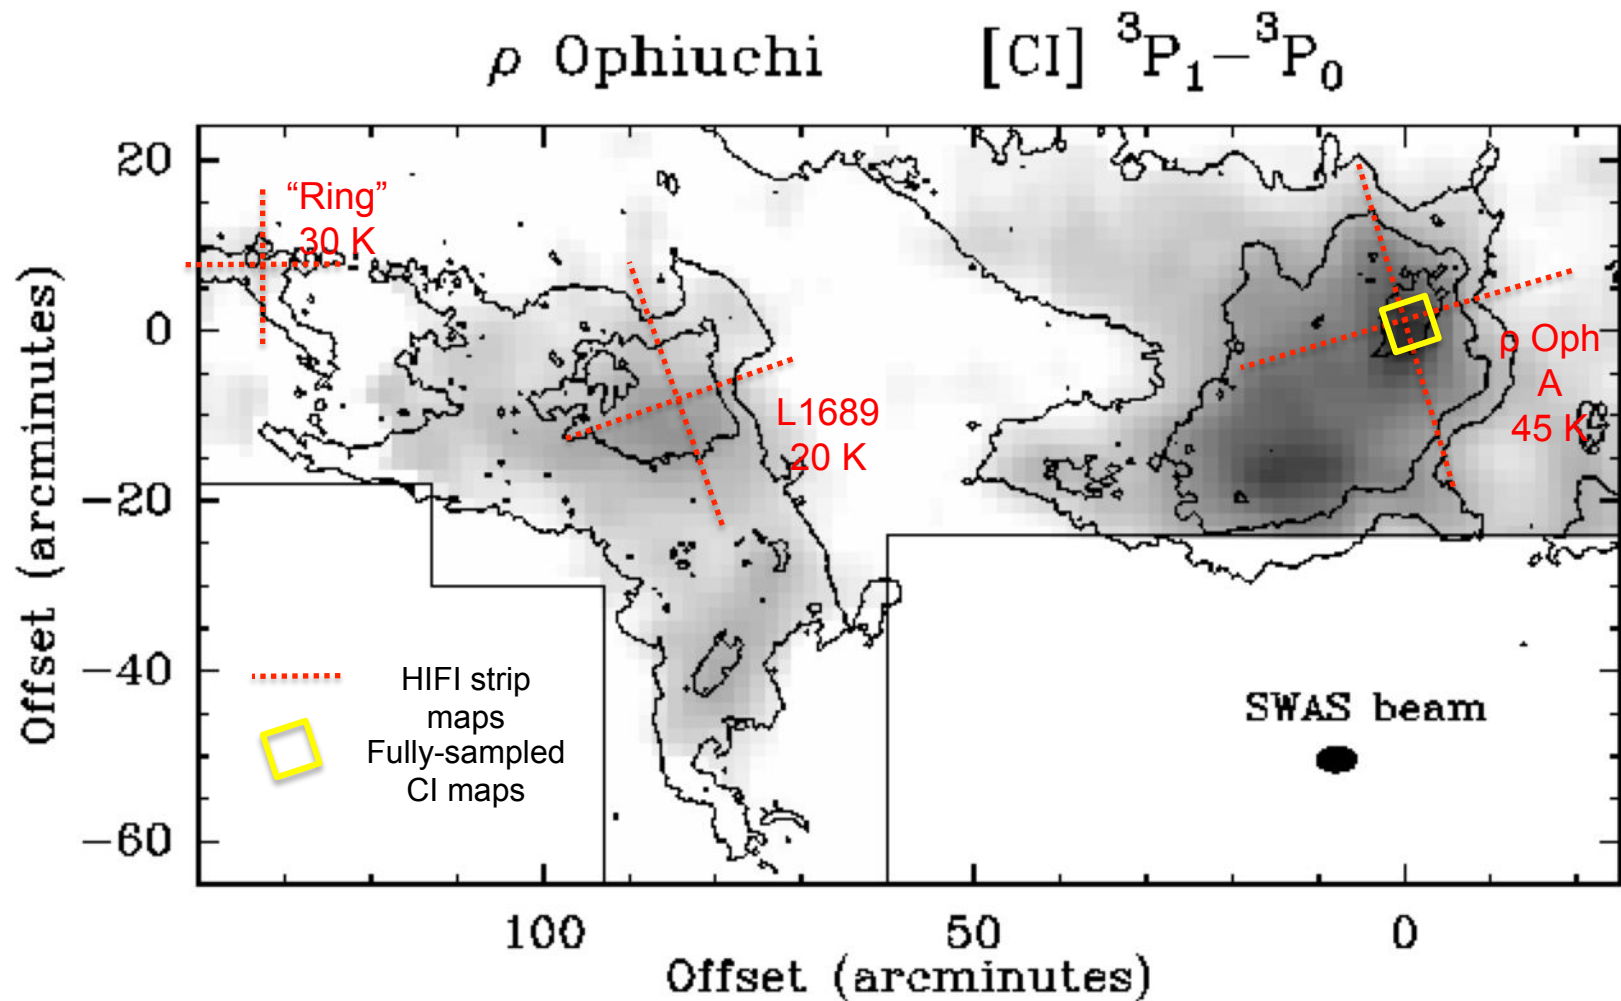 ρ Ophiuchi [CI] ³P₁–³P₀
20
0
−20
−40
−60
Offset (arcminutes)
“Ring”
30 K
L1689
20 K
ρ Oph
A
45 K
HIFI strip
maps
Fully-sampled
CI maps
SWAS beam
100 50 0
Offset (arcminutes)